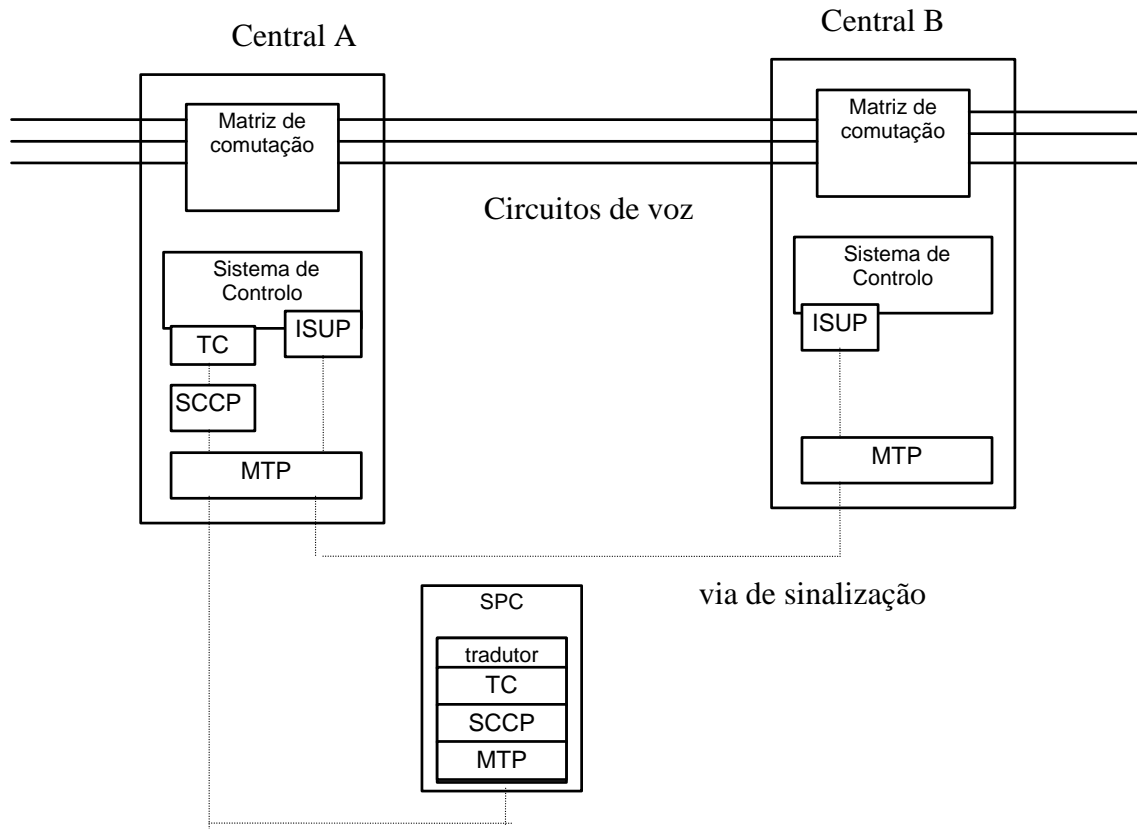 Central A
Central B
Matriz de
comutação
Matriz de
comutação
Circuitos de voz
Sistema de
Controlo
ISUP
TC
SCCP
MTP
Sistema de
Controlo
ISUP
MTP
via de sinalização
SPC
tradutor
TC
SCCP
MTP